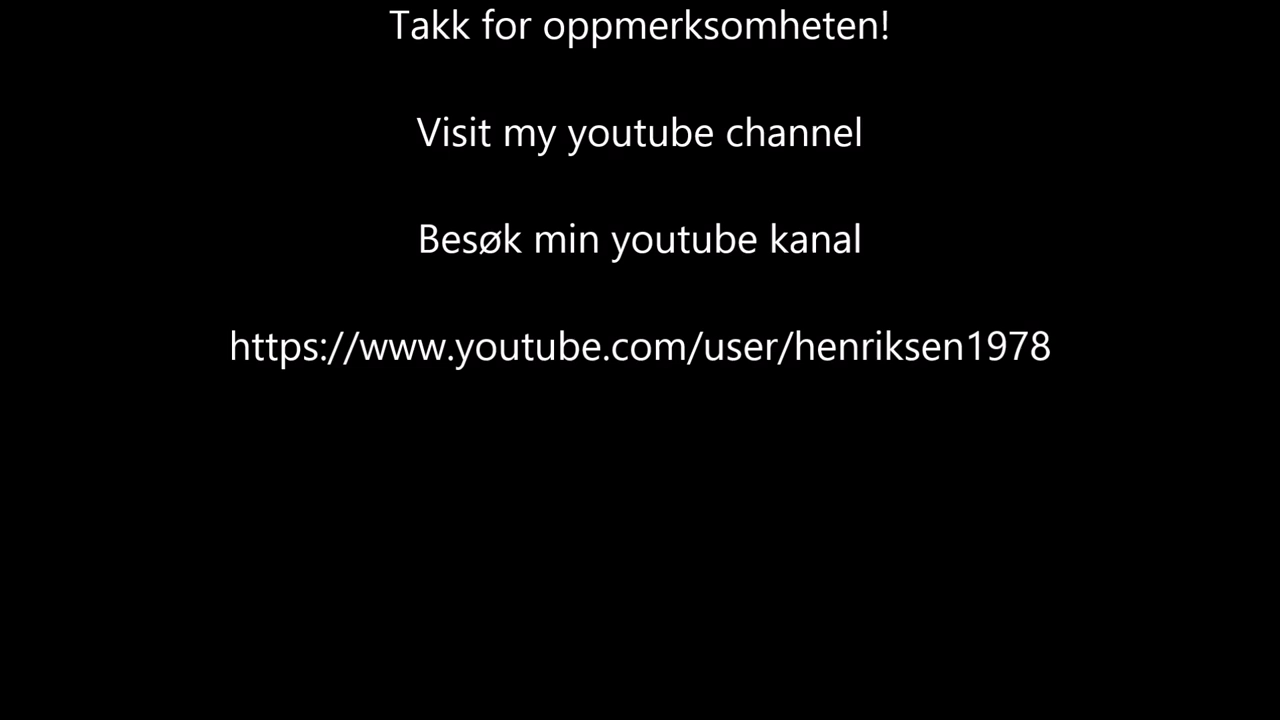 Takk for oppmerksomheten!
Visit my youtube channel
Besøk min youtube kanal
https://www.youtube.com/user/henriksen1978